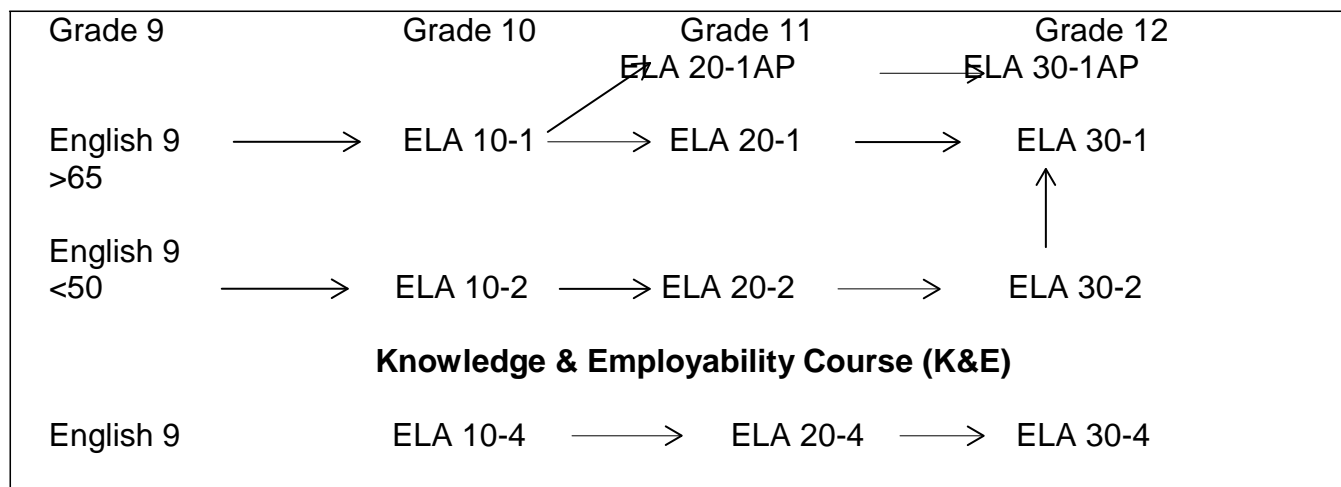 Grade 9 Grade 10 Grade 11 Grade 12
ELA 20-1AP ELA 30-1AP
English 9 ELA 10-1 ELA 20-1 ELA 30-1
>65
English 9
<50 ELA 10-2 ELA 20-2 ELA 30-2
Knowledge & Employability Course (K&E)
English 9 ELA 10-4 ELA 20-4 ELA 30-4